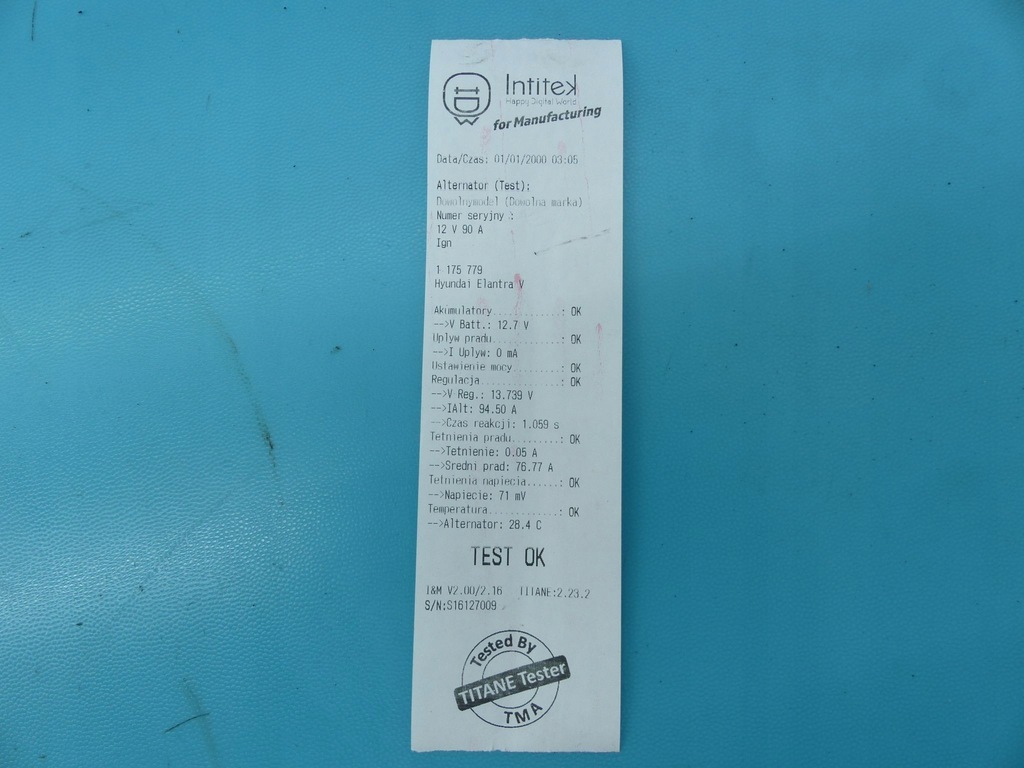 Intitek
Happy Digital World
for Manufacturing
Data/Czas: 01/01/2000 03:05
Alternator (Test):
Dowolnymodel (Dowolna marka)
Numer seryjny :
12 V 90 A
Ign
1 175 779
Hyundai Elantra V
Akumulatory............: OK
-->V Batt.: 12.7 V
Uplyw pradu............: OK
-->I Uplyw: 0 mA
Ustawienie mocy........: OK
Regulacja..............: OK
-->V Reg.: 13.739 V
-->IAlt: 94.50 A
-->Czas reakcji: 1.059 s
Tetnienia pradu.........: OK
-->Tetnienie: 0.05 A
-->Sredni prad: 76.77 A
Tetnienia napiecia......: OK
-->Napiecie: 71 mV
Temperatura.............: OK
-->Alternator: 28.4 C
TEST OK
I&M V2.00/2.16 TITANE:2.23.2
S/N:S16127009
Tested By
TITANE Tester
TMA